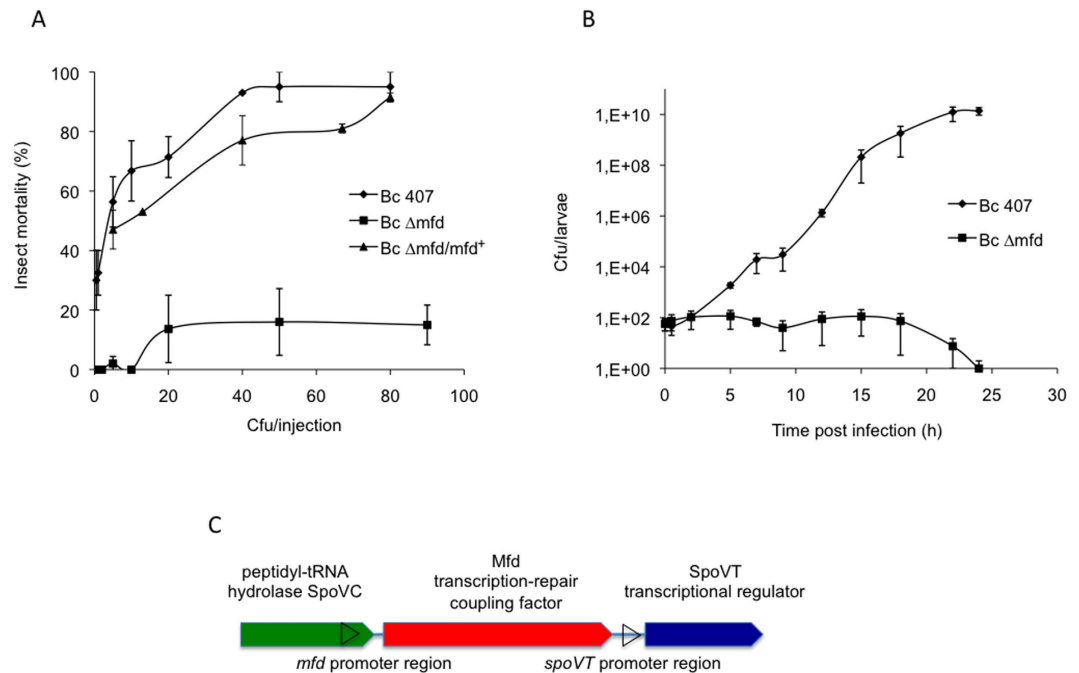 A
Insect mortality (%)
100
80
60
40
20
0
0 20 40 60 80 100
Cfu/injection
Bc 407
Bc Δmfd
Bc Δmfd/mfd⁺
B
Cfu/larvae
1,E+10
1,E+08
1,E+06
1,E+04
1,E+02
1,E+00
0 5 10 15 20 25 30
Time post infection (h)
Bc 407
Bc Δmfd
C
peptidyl-tRNA
hydrolase SpoVC
Mfd
transcription-repair
coupling factor
SpoVT
transcriptional regulator
mfd promoter region
spoVT promoter region